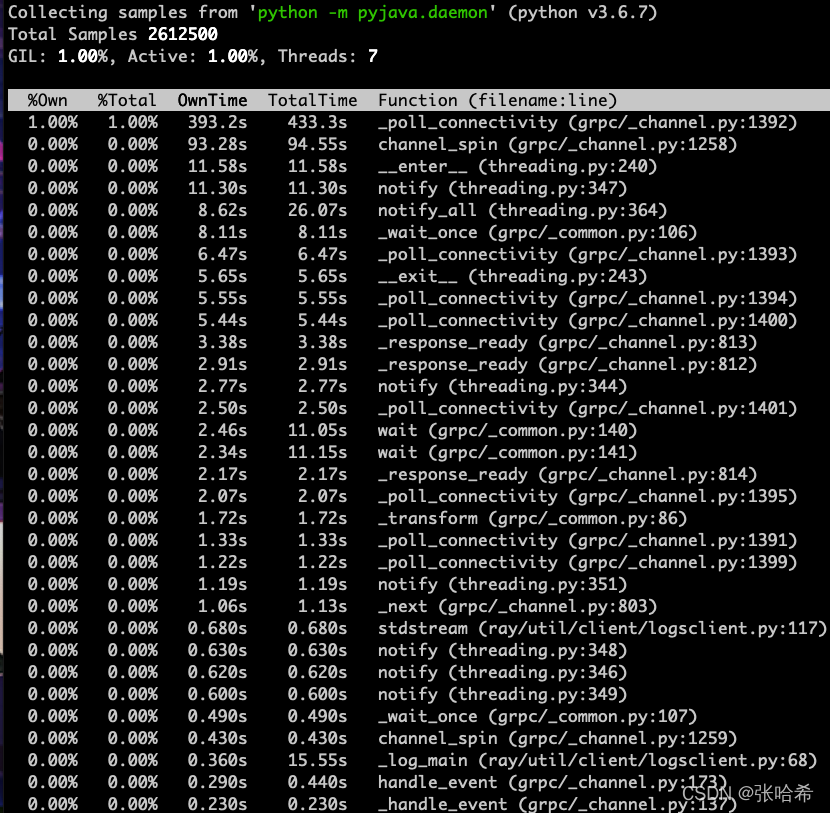 Collecting samples from 'python -m pyjava.daemon' (python v3.6.7)
Total Samples 2612500
GIL: 1.00%, Active: 1.00%, Threads: 7
%Own %Total OwnTime TotalTime Function (filename:line)
1.00% 1.00% 393.2s 433.3s _poll_connectivity (grpc/_channel.py:1392)
0.00% 0.00% 93.28s 94.55s channel_spin (grpc/_channel.py:1258)
0.00% 0.00% 11.58s 11.58s __enter__ (threading.py:240)
0.00% 0.00% 11.30s 11.30s notify (threading.py:347)
0.00% 0.00% 8.62s 26.07s notify_all (threading.py:364)
0.00% 0.00% 8.11s 8.11s _wait_once (grpc/_common.py:106)
0.00% 0.00% 6.47s 6.47s _poll_connectivity (grpc/_channel.py:1393)
0.00% 0.00% 5.65s 5.65s __exit__ (threading.py:243)
0.00% 0.00% 5.55s 5.55s _poll_connectivity (grpc/_channel.py:1394)
0.00% 0.00% 5.44s 5.44s _poll_connectivity (grpc/_channel.py:1400)
0.00% 0.00% 3.38s 3.38s _response_ready (grpc/_channel.py:813)
0.00% 0.00% 2.91s 2.91s _response_ready (grpc/_channel.py:812)
0.00% 0.00% 2.77s 2.77s notify (threading.py:344)
0.00% 0.00% 2.50s 2.50s _poll_connectivity (grpc/_channel.py:1401)
0.00% 0.00% 2.46s 11.05s wait (grpc/_common.py:140)
0.00% 0.00% 2.34s 11.15s wait (grpc/_common.py:141)
0.00% 0.00% 2.17s 2.17s _response_ready (grpc/_channel.py:814)
0.00% 0.00% 2.07s 2.07s _poll_connectivity (grpc/_channel.py:1395)
0.00% 0.00% 1.72s 1.72s _transform (grpc/_common.py:86)
0.00% 0.00% 1.33s 1.33s _poll_connectivity (grpc/_channel.py:1391)
0.00% 0.00% 1.22s 1.22s _poll_connectivity (grpc/_channel.py:1399)
0.00% 0.00% 1.19s 1.19s notify (threading.py:351)
0.00% 0.00% 1.06s 1.13s _next (grpc/_channel.py:803)
0.00% 0.00% 0.680s 0.680s stdstream (ray/util/client/logsclient.py:117)
0.00% 0.00% 0.630s 0.630s notify (threading.py:348)
0.00% 0.00% 0.620s 0.620s notify (threading.py:346)
0.00% 0.00% 0.600s 0.600s notify (threading.py:349)
0.00% 0.00% 0.490s 0.490s _wait_once (grpc/_common.py:107)
0.00% 0.00% 0.430s 0.430s channel_spin (grpc/_channel.py:1259)
0.00% 0.00% 0.360s 15.55s _log_main (ray/util/client/logsclient.py:68)
0.00% 0.00% 0.290s 0.440s handle_event (grpc/_channel.py:173)
0.00% 0.00% 0.230s 0.230s _handle_event (grpc/_channel.py:137)
CSDN @张哈希